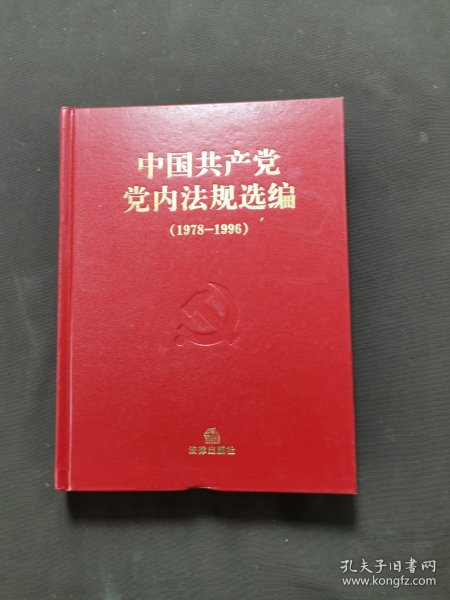 中国共产党
党内法规选编
(1978-1996)
法律出版社
孔夫子旧书网
www.kongfz.com